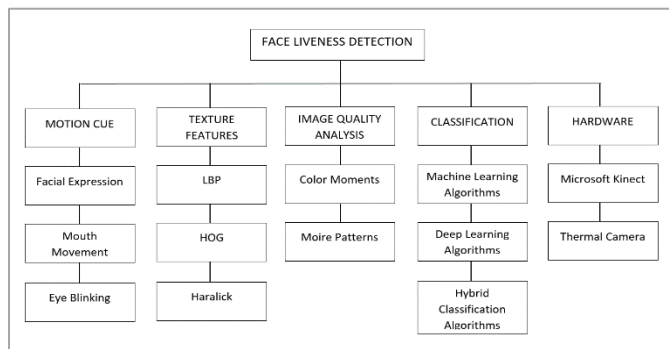 FACE LIVENESS DETECTION
MOTION CUE
TEXTURE
FEATURES
IMAGE QUALITY
ANALYSIS
CLASSIFICATION
HARDWARE
Facial Expression
LBP
Color Moments
Machine Learning
Algorithms
Microsoft Kinect
Mouth
Movement
HOG
Moire Patterns
Deep Learning
Algorithms
Thermal Camera
Eye Blinking
Haralick
Hybrid
Classification
Algorithms